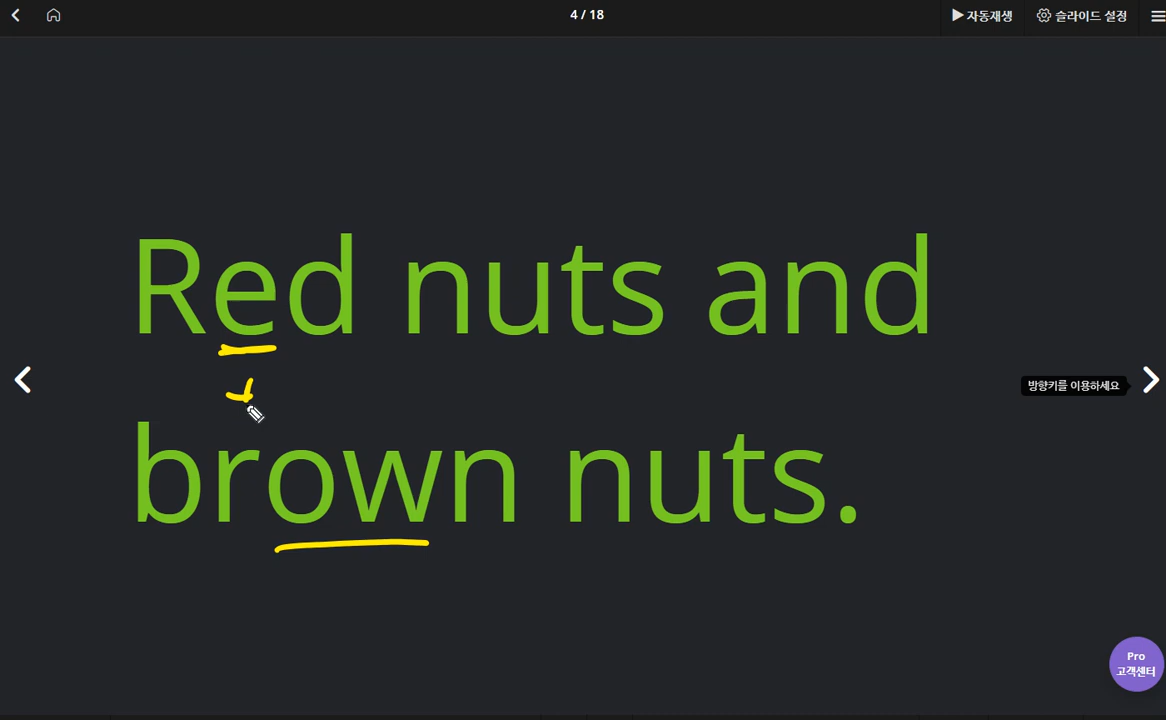 4 / 18
▶ 자동재생
슬라이드 설정
Red nuts and
방향키를 이용하세요
brown nuts.
Pro
고객센터